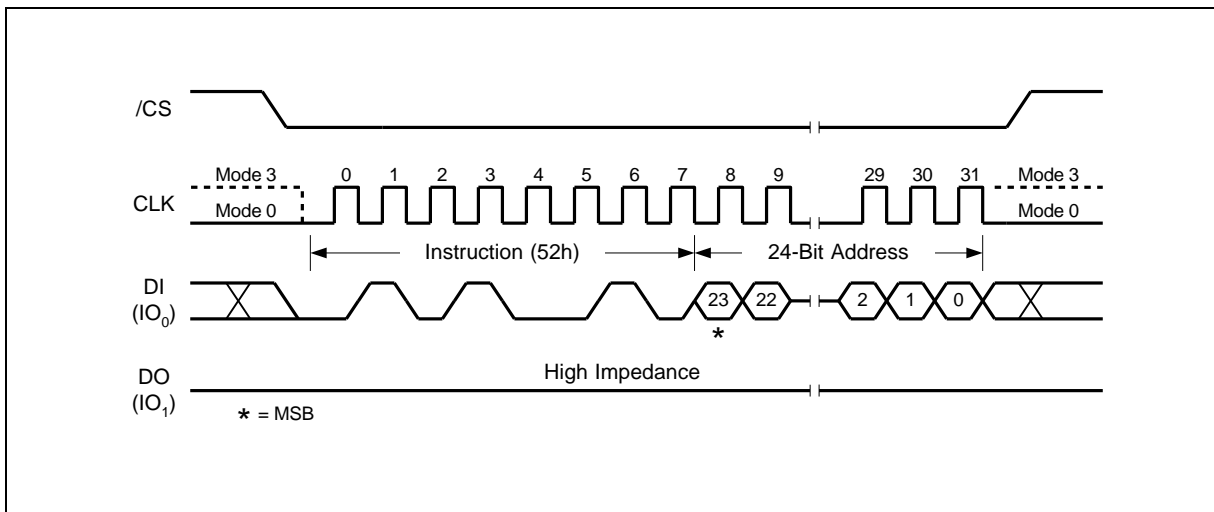 /CS
Mode 3 0 1 2 3 4 5 6 7 8 9 29 30 31 Mode 3
CLK
Mode 0 Mode 0
Instruction (52h) 24-Bit Address
DI
(IO0)
23 22 2 1 0
*
DO
(IO1)
High Impedance
* = MSB